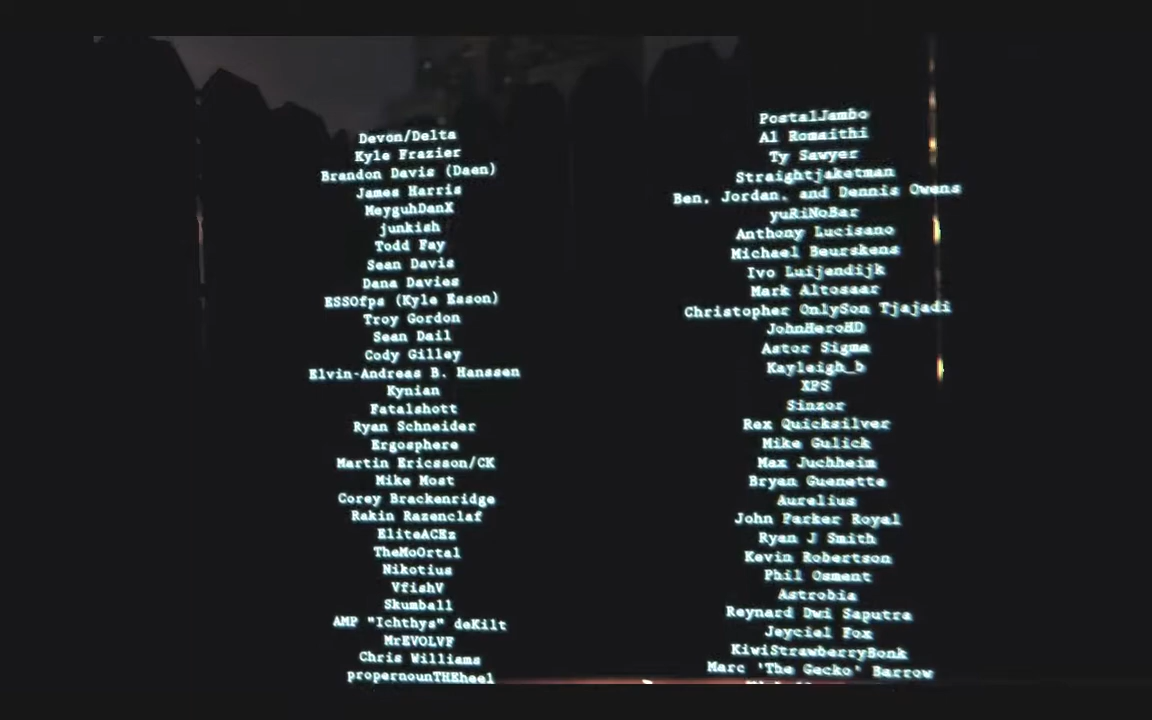 Devon/Delta
Kyle Frazier
Brandon Davis (Daen)
James Harris
MeyguhDanX
junkish
Todd Fay
Sean Davis
Dana Davies
ESSOfps (Kyle Esson)
Troy Gordon
Sean Dail
Cody Gilley
Elvin-Andreas B. Hanssen
Kynian
Fatalshott
Ryan Schneider
Ergosphere
Martin Ericsson/CK
Mike Most
Corey Brackenridge
Rakin Razenclaf
EliteACEz
TheMoOrtal
Nikotius
VfishV
Skumball
AMP "Ichthys" deKilt
MrEVOLVF
Chris Williams
propernounTHEheel
PostalJambo
Al Romaithi
Ty Sawyer
Straightjaketman
Ben, Jordan, and Dennis Owens
yuRiNoBar
Anthony Lucisano
Michael Beurskens
Ivo Luijendijk
Mark Altosaar
Christopher OnlySon Tjajadi
JohnHeroHD
Astor Sigma
Kayleigh_b
XPS
Sinzor
Rex Quicksilver
Mike Gulick
Max Juchheim
Bryan Guenette
Aurelius
John Parker Royal
Ryan J Smith
Kevin Robertson
Phil Osment
Astrobia
Reynard Dwi Saputra
Jeyciel Fox
KiwiStrawberryBonk
Marc 'The Gecko' Barrow